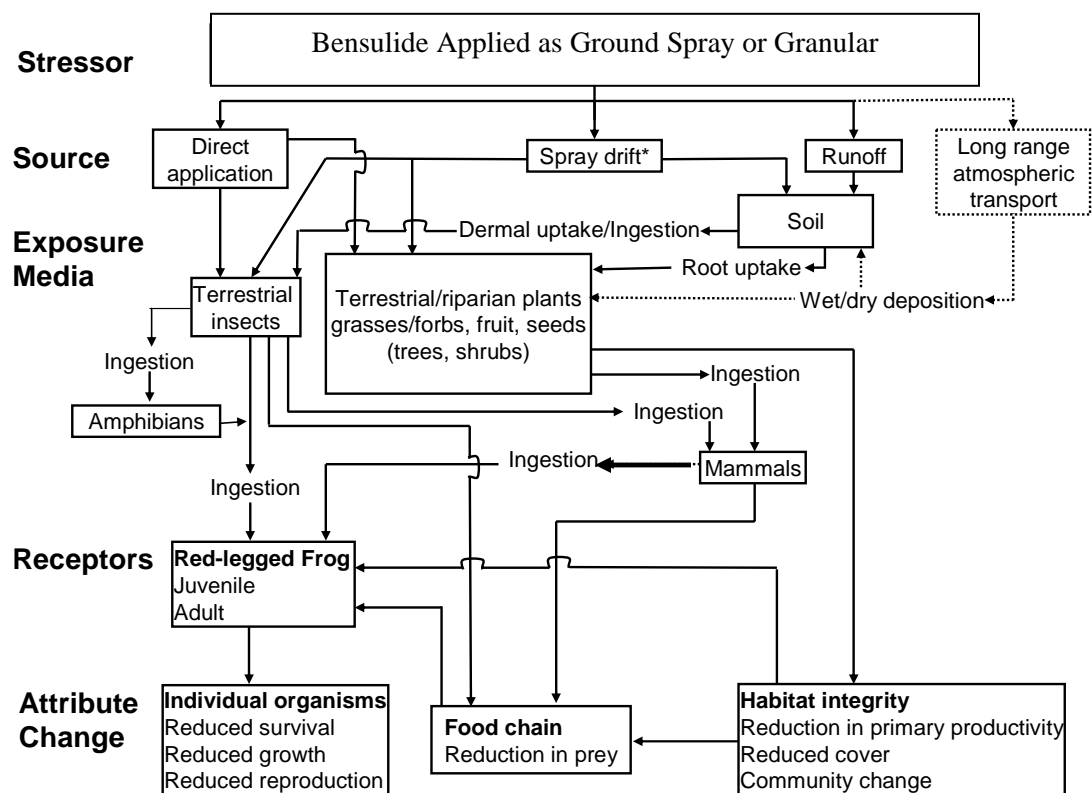 Bensulide Applied as Ground Spray or Granular
Stressor
Source
Direct
application
Spray drift*
Runoff
Long range
atmospheric
transport
Exposure
Media
Soil
Dermal uptake/Ingestion
Root uptake
Wet/dry deposition
Terrestrial
insects
Terrestrial/riparian plants
grasses/forbs, fruit, seeds
(trees, shrubs)
Ingestion
Amphibians
Ingestion
Ingestion
Mammals
Ingestion
Ingestion
Receptors
Red-legged Frog
Juvenile
Adult
Attribute
Change
Individual organisms
Reduced survival
Reduced growth
Reduced reproduction
Food chain
Reduction in prey
Habitat integrity
Reduction in primary productivity
Reduced cover
Community change